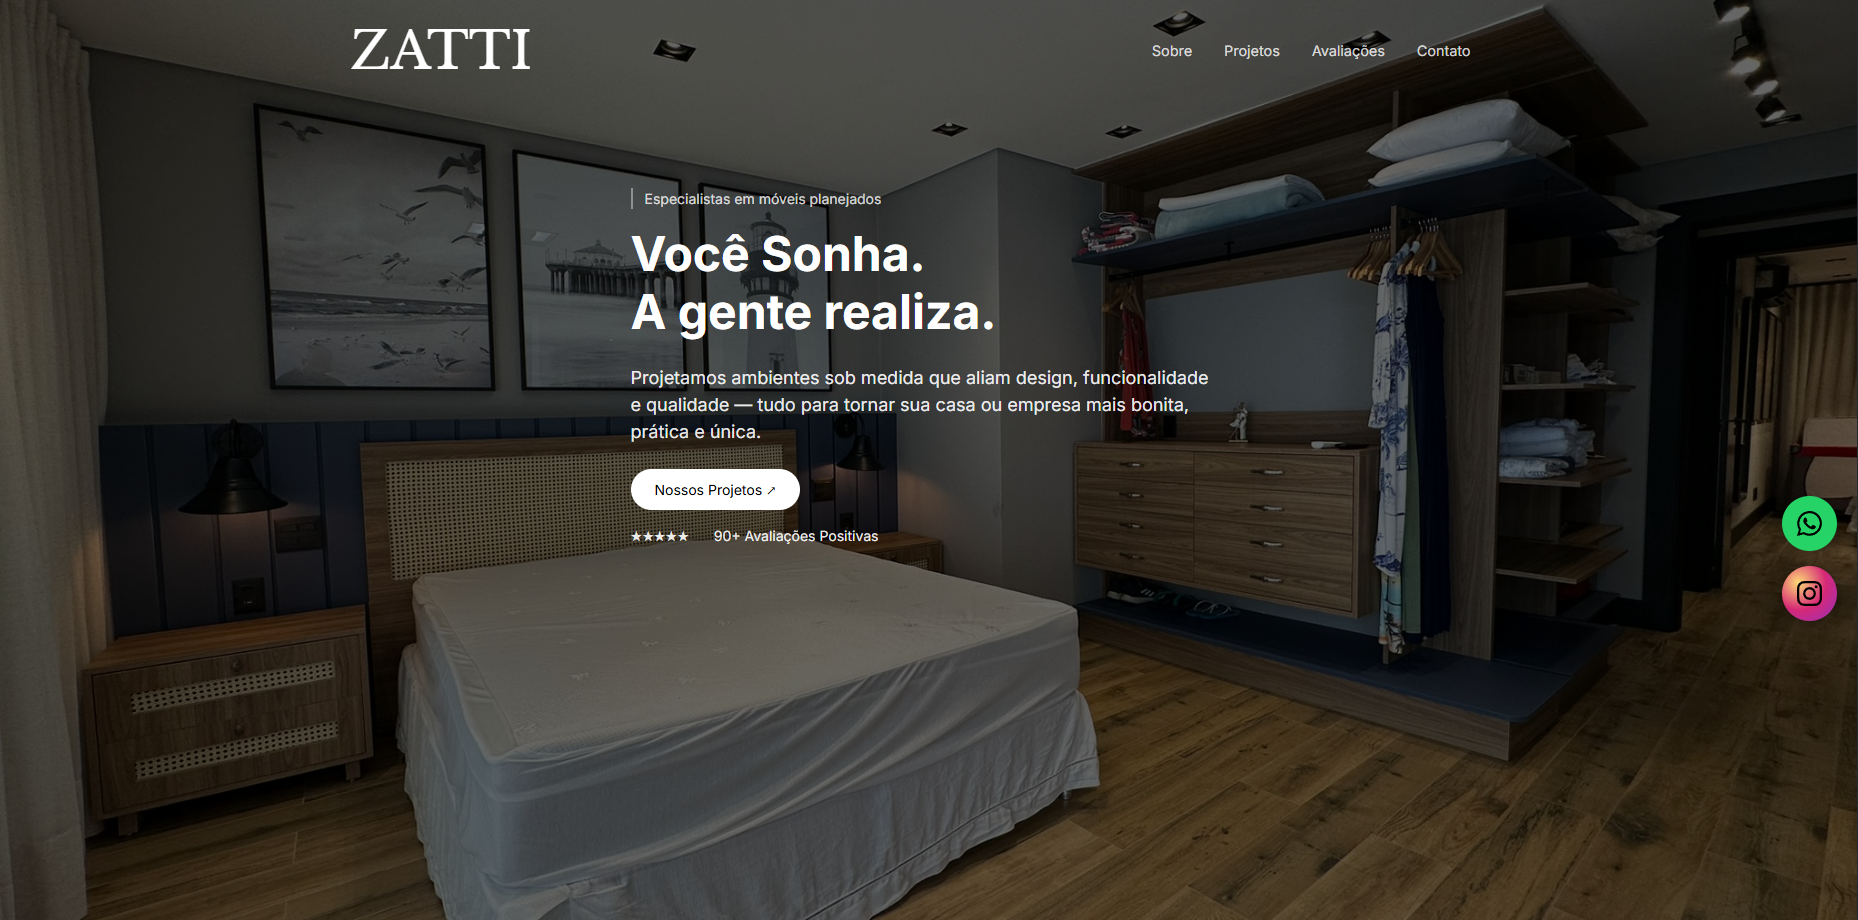 ZATTI
Sobre Projetos Avaliações Contato
Especialistas em móveis planejados
Você Sonha.
A gente realiza.
Projetamos ambientes sob medida que aliam design, funcionalidade
e qualidade — tudo para tornar sua casa ou empresa mais bonita,
prática e única.
Nossos Projetos ↗
★★★★★ 90+ Avaliações Positivas